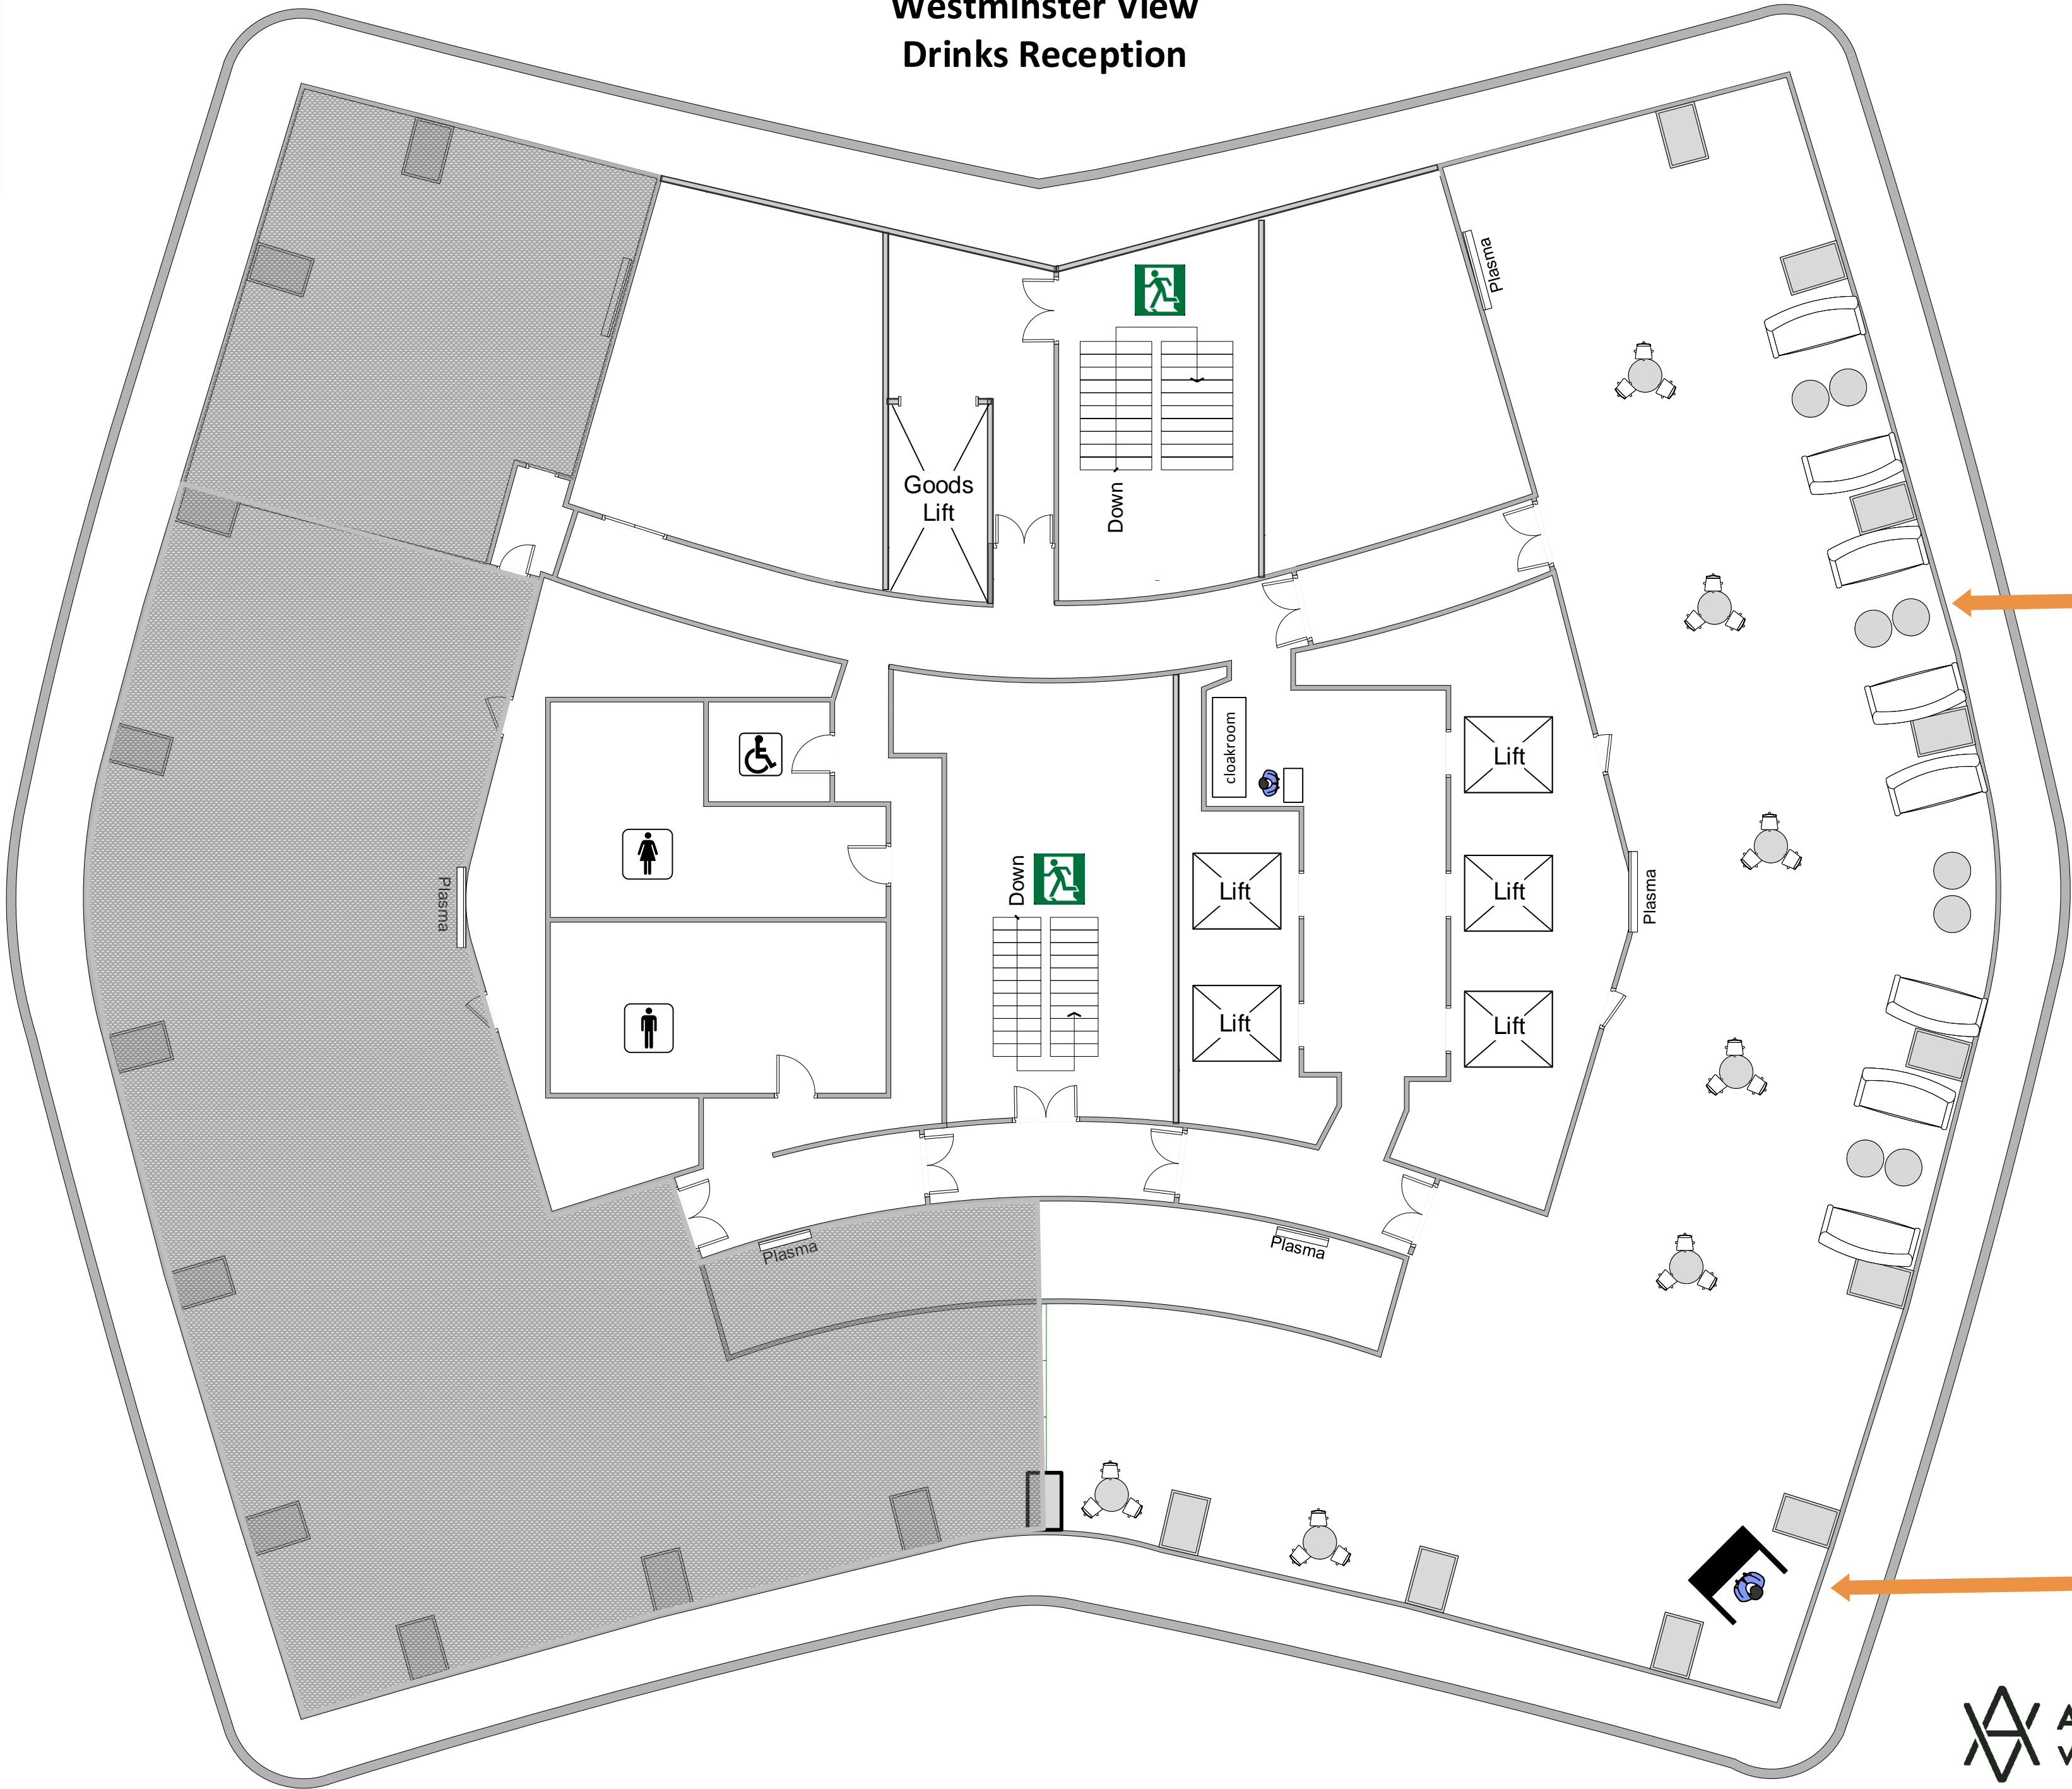 Westminster View
Drinks Reception
Plasma
Goods
Lift
Down
cloakroom
Lift
Down
Lift
Lift
Plasma
Plasma
Lift
Lift
Plasma
Plasma